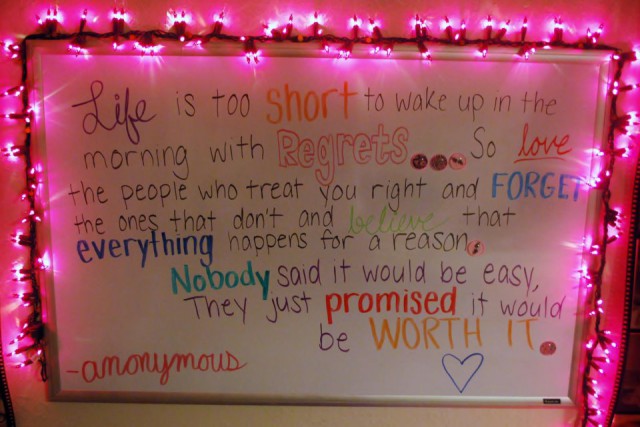 Life is too short to wake up in the
morning with Regrets... So love
the people who treat you right and FORGET
the ones that don't and believe that
everything happens for a reason.
Nobody said it would be easy,
They just promised it would
be WORTH IT.
-anonymous